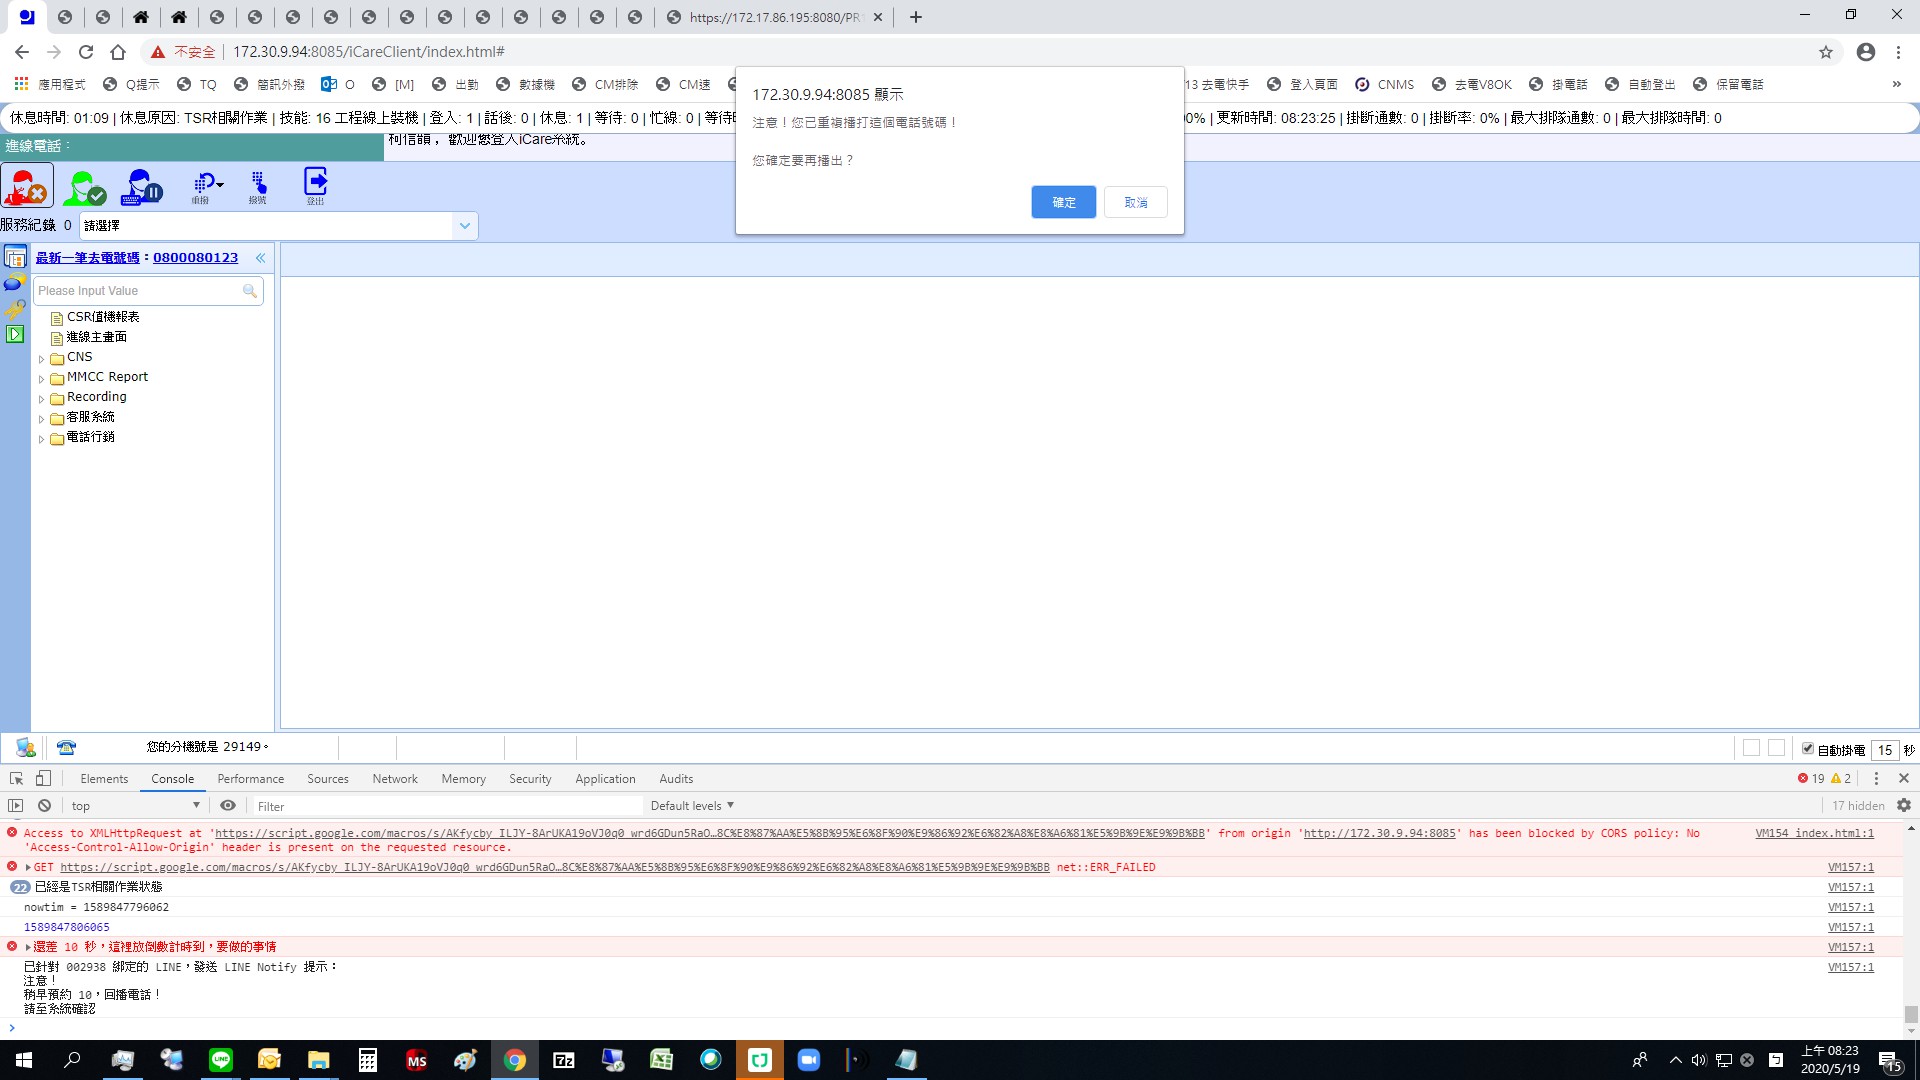 https://172.17.86.195:8080/PR
不安全 172.30.9.94:8085/iCareClient/index.html#
應用程式 Q提示 TQ 簡訊外撥 O [M] 出勤 數據機 CM排除 CM速 13 去電快手 登入頁面 CNMS 去電V8OK 掛電話 自動登出 保留電話 »
172.30.9.94:8085 顯示
注意！您已重複播打這個電話號碼！
您確定要再播出？
確定 取消
休息時間: 01:09 | 休息原因: TSR相關作業 | 技能: 16 工程線上裝機 | 登入: 1 | 話後: 0 | 休息: 1 | 等待: 0 | 忙線: 0 | 等待 00% | 更新時間: 08:23:25 | 掛斷通數: 0 | 掛斷率: 0% | 最大排隊通數: 0 | 最大排隊時間: 0
進線電話：
歡迎您登入iCare系統。
重撥 撥號 登出
服務紀錄 0 請選擇
最新一筆去電號碼：0800080123
Please Input Value
CSR值機報表
進線主畫面
CNS
MMCC Report
Recording
客服系統
電話行銷
您的分機號是 29149。
自動掛電 15 秒
Elements Console Performance Sources Network Memory Security Application Audits 19 2
top Filter Default levels 17 hidden
Access to XMLHttpRequest at 'https://script.google.com/macros/s/AKfycby_ILJY-8ArUKA19oVJ0q0_wrd6GDun5RaO…8C%E8%87%AA%E5%8B%95%E6%8F%90%E9%86%92%E6%82%A8%E8%A6%81%E5%9B%9E%E9%9B%BB' from origin 'http://172.30.9.94:8085' has been blocked by CORS policy: No VM154 index.html:1
'Access-Control-Allow-Origin' header is present on the requested resource.
GET https://script.google.com/macros/s/AKfycby_ILJY-8ArUKA19oVJ0q0_wrd6GDun5RaO…8C%E8%87%AA%E5%8B%95%E6%8F%90%E9%86%92%E6%82%A8%E8%A6%81%E5%9B%9E%E9%9B%BB net::ERR_FAILED VM157:1
22 已經是TSR相關作業狀態 VM157:1
nowtim = 1589847796062 VM157:1
1589847806065 VM157:1
還差 10 秒，這裡放倒數計時到，要做的事情 VM157:1
已針對 002938 綁定的 LINE，發送 LINE Notify 提示： VM157:1
注意！
稍早預約 10，回播電話！
請至系統確認
LINE MS 7z
上午 08:23
2020/5/19
15